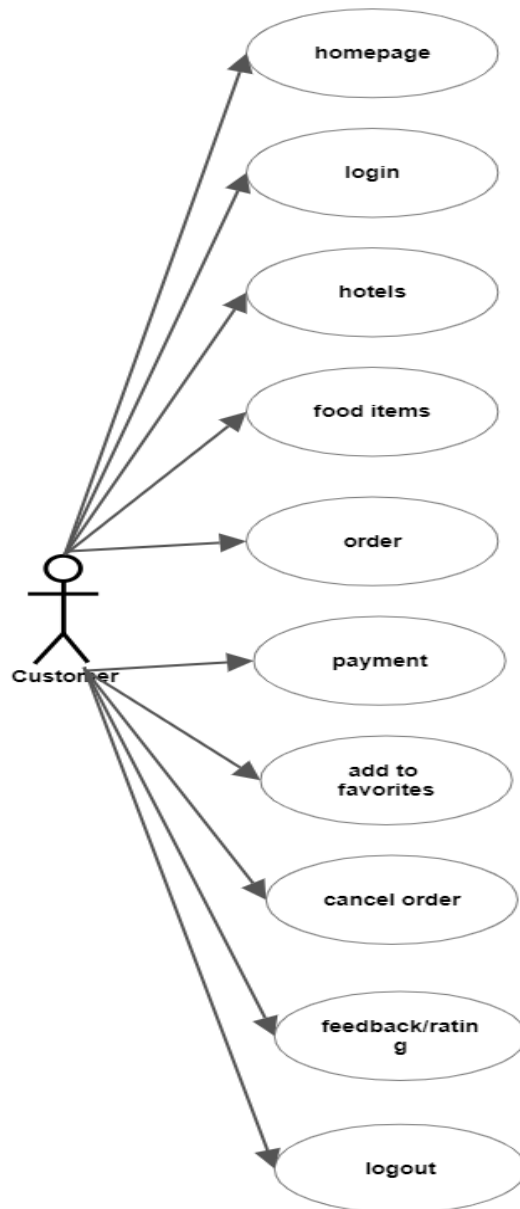 homepage
login
hotels
food items
order
Customer
payment
add to
favorites
cancel order
feedback/ratin
g
logout